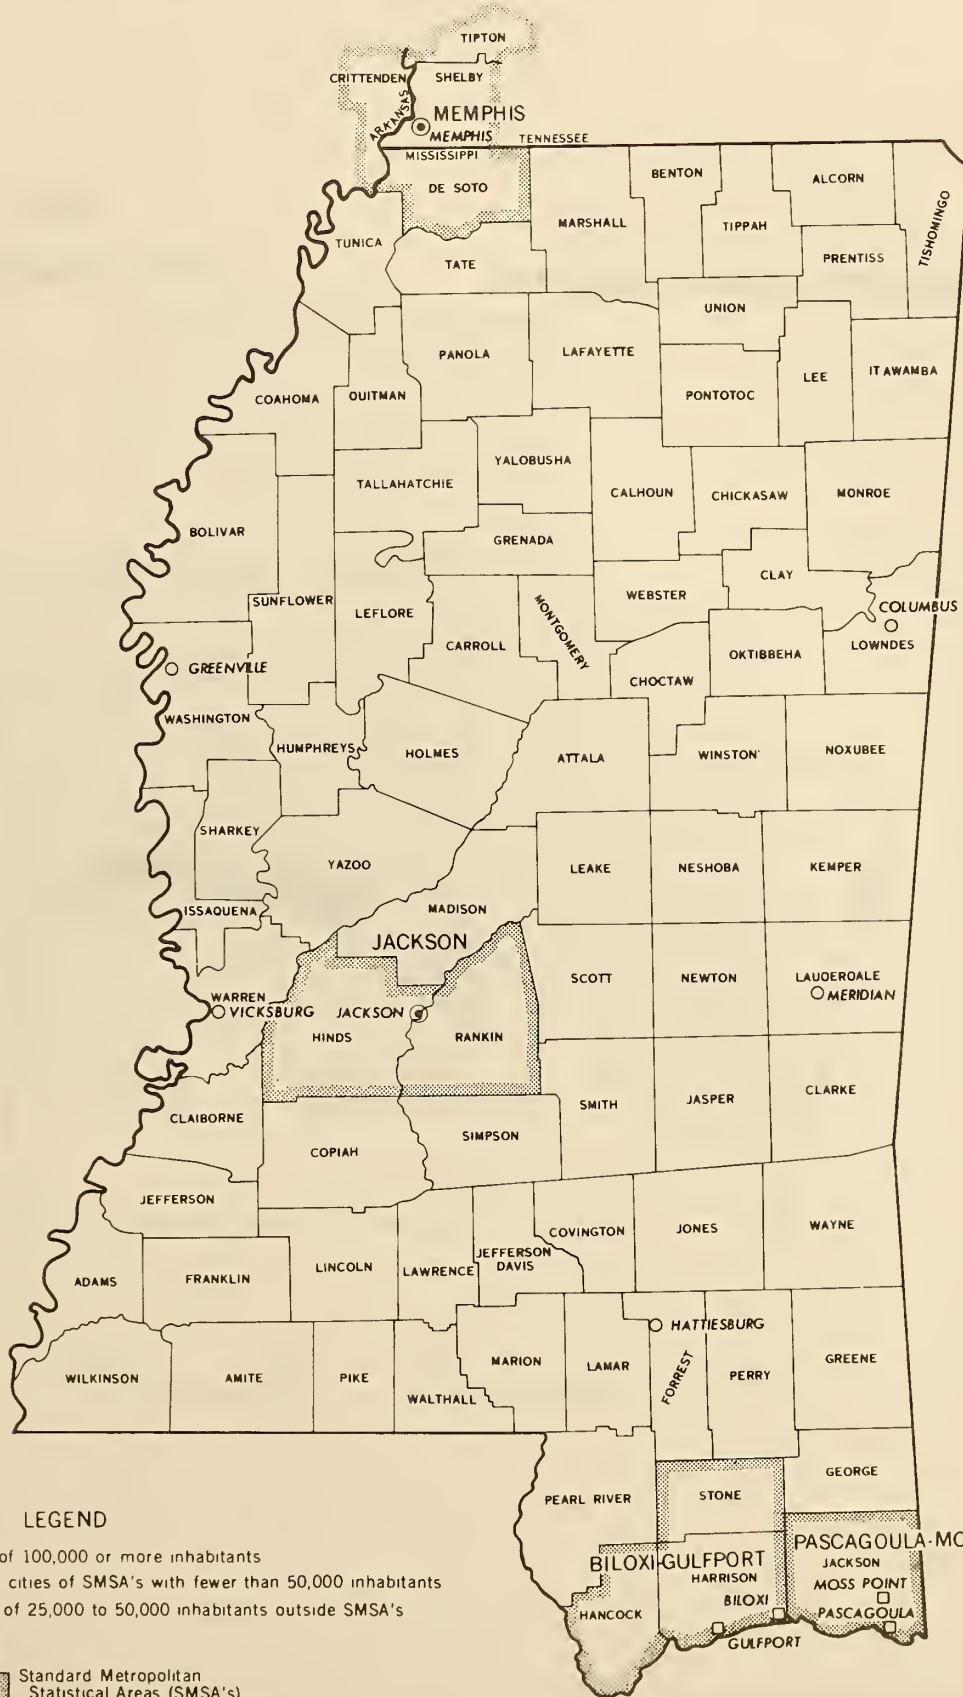 TIPTON
CRITTENDEN
SHELBY
ARKANSAS
MEMPHIS
MEMPHIS
TENNESSEE
MISSISSIPPI
DE SOTO
BENTON
ALCORN
MARSHALL
TIPPAH
TISHOMINGO
TUNICA
TATE
PRENTISS
UNION
PANOLA
LAFAYETTE
LEE
ITAWAMBA
COAHOMA
QUITMAN
PONTOTOC
YALOBUSHA
TALLAHATCHIE
CALHOUN
CHICKASAW
MONROE
BOLIVAR
GRENADA
CLAY
SUNFLOWER
LEFLORE
WEBSTER
COLUMBUS
MONTGOMERY
CARROLL
OKTIBBEHA
LOWNDES
GREENVILLE
CHOCTAW
WASHINGTON
HUMPHREYS
HOLMES
ATTALA
WINSTON
NOXUBEE
SHARKEY
YAZOO
LEAKE
NESHOBA
KEMPER
ISSAQUENA
MADISON
JACKSON
SCOTT
NEWTON
LAUDERDALE
WARREN
MERIDIAN
VICKSBURG
JACKSON
HINDS
RANKIN
CLAIBORNE
SMITH
JASPER
CLARKE
COPIAH
SIMPSON
JEFFERSON
COVINGTON
JONES
WAYNE
ADAMS
FRANKLIN
LINCOLN
LAWRENCE
JEFFERSON
DAVIS
HATTIESBURG
WILKINSON
AMITE
PIKE
WALTHALL
MARION
LAMAR
FORREST
PERRY
GREENE
GEORGE
PEARL RIVER
STONE
LEGEND
of 100,000 or more inhabitants
cities of SMSA's with fewer than 50,000 inhabitants
of 25,000 to 50,000 inhabitants outside SMSA's
BILOXI-GULFPORT
HARRISON
PASCAGOULA-MO
JACKSON
MOSS POINT
BILOXI
PASCAGOULA
HANCOCK
GULFPORT
Standard Metropolitan
Statistical Areas (SMSA's)